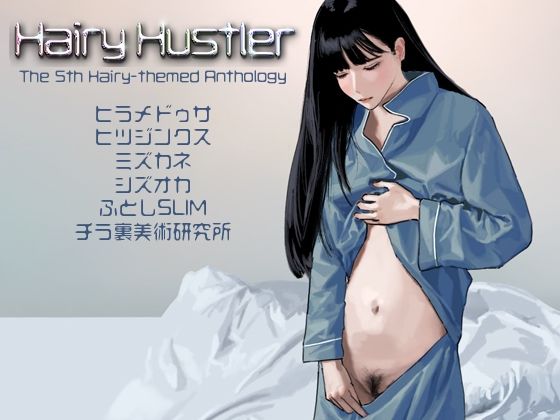 Hairy Hustler
The 5th Hairy-themed Anthology
ヒラメドゥサ
ヒツジンクス
ミズカネ
シズオカ
ふとしSLIM
チラ裏美術研究所